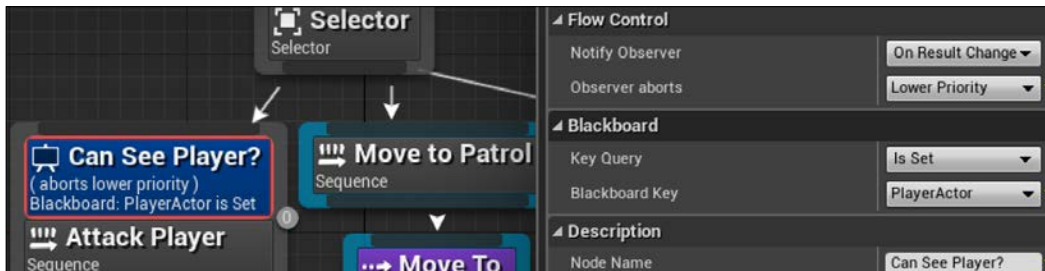 Selector
Selector
Can See Player?
( aborts lower priority )
Blackboard: PlayerActor is Set
0
Attack Player
Sequence
Move to Patrol
Sequence
Move To
Flow Control
Notify Observer On Result Change
Observer aborts Lower Priority
Blackboard
Key Query Is Set
Blackboard Key PlayerActor
Description
Node Name Can See Player?